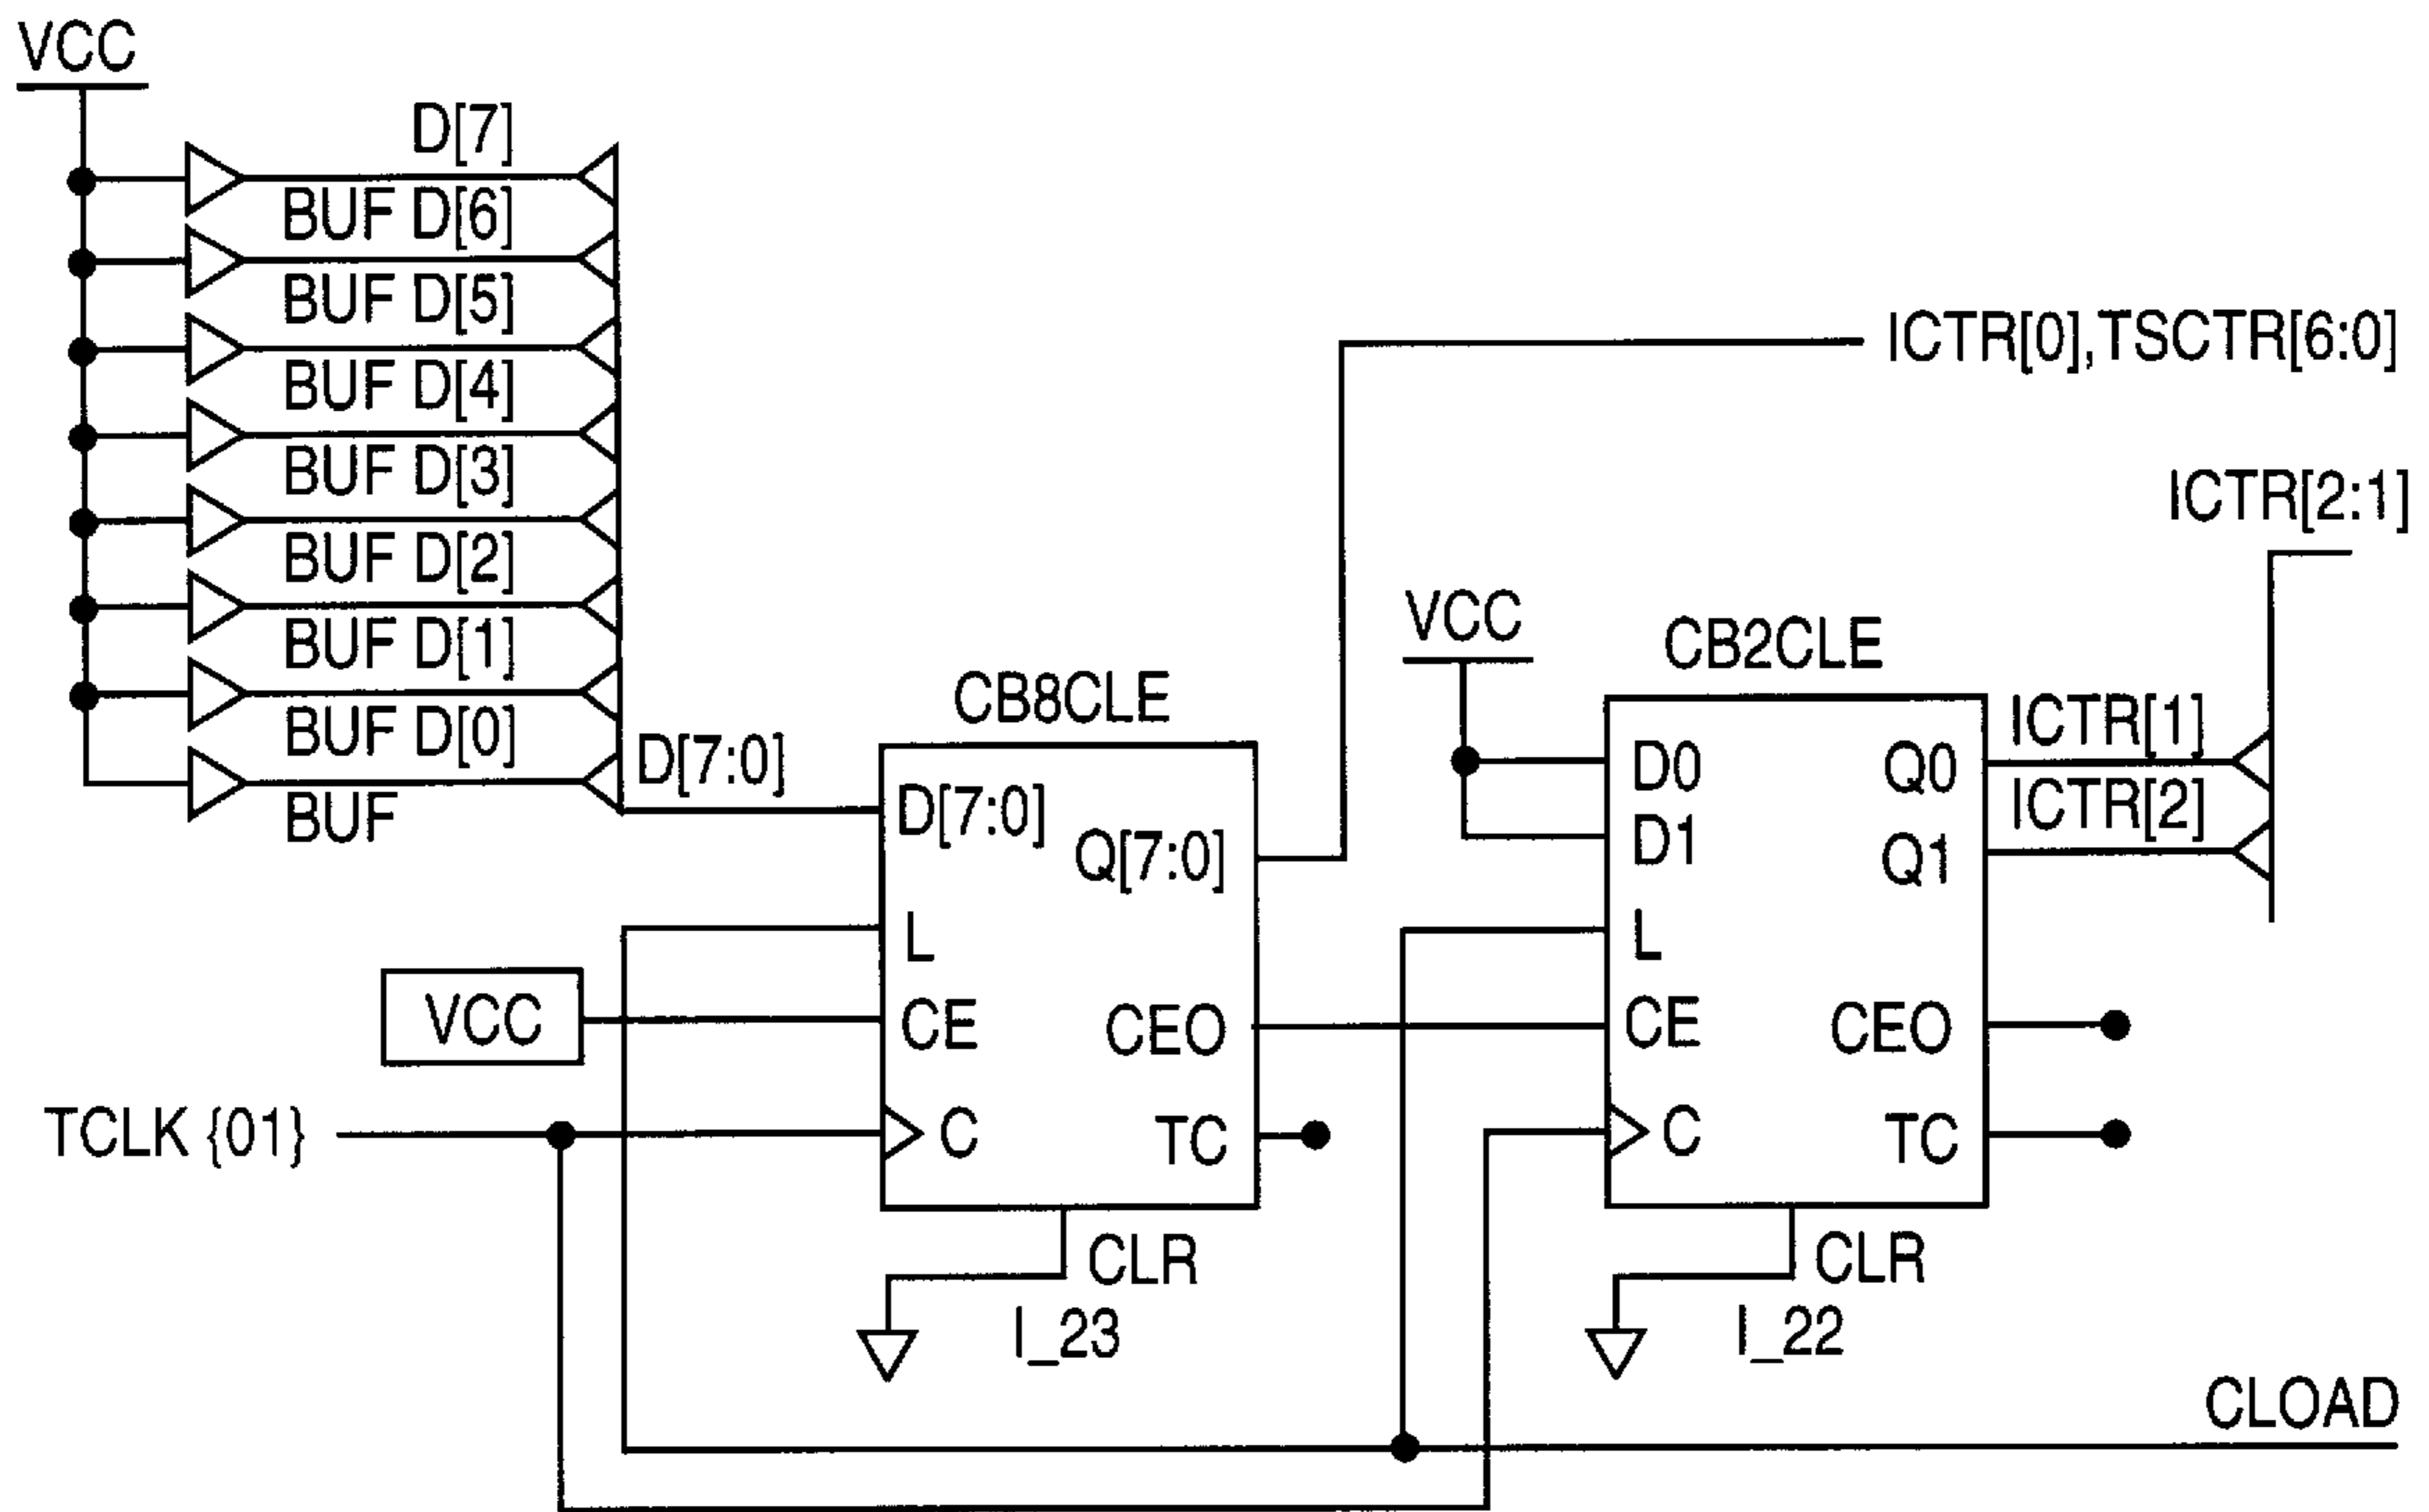 VCC
D[7]
BUF D[6]
BUF D[5]
BUF D[4]
BUF D[3]
BUF D[2]
BUF D[1]
BUF D[0]
BUF
D[7:0]
CB8CLE
D[7:0]
Q[7:0]
L
CE
CEO
C
TC
CLR
I_23
VCC
TCLK {01}
ICTR[0],TSCTR[6:0]
ICTR[2:1]
VCC
CB2CLE
D0
Q0
D1
Q1
L
CE
CEO
C
TC
CLR
I_22
ICTR[1]
ICTR[2]
CLOAD